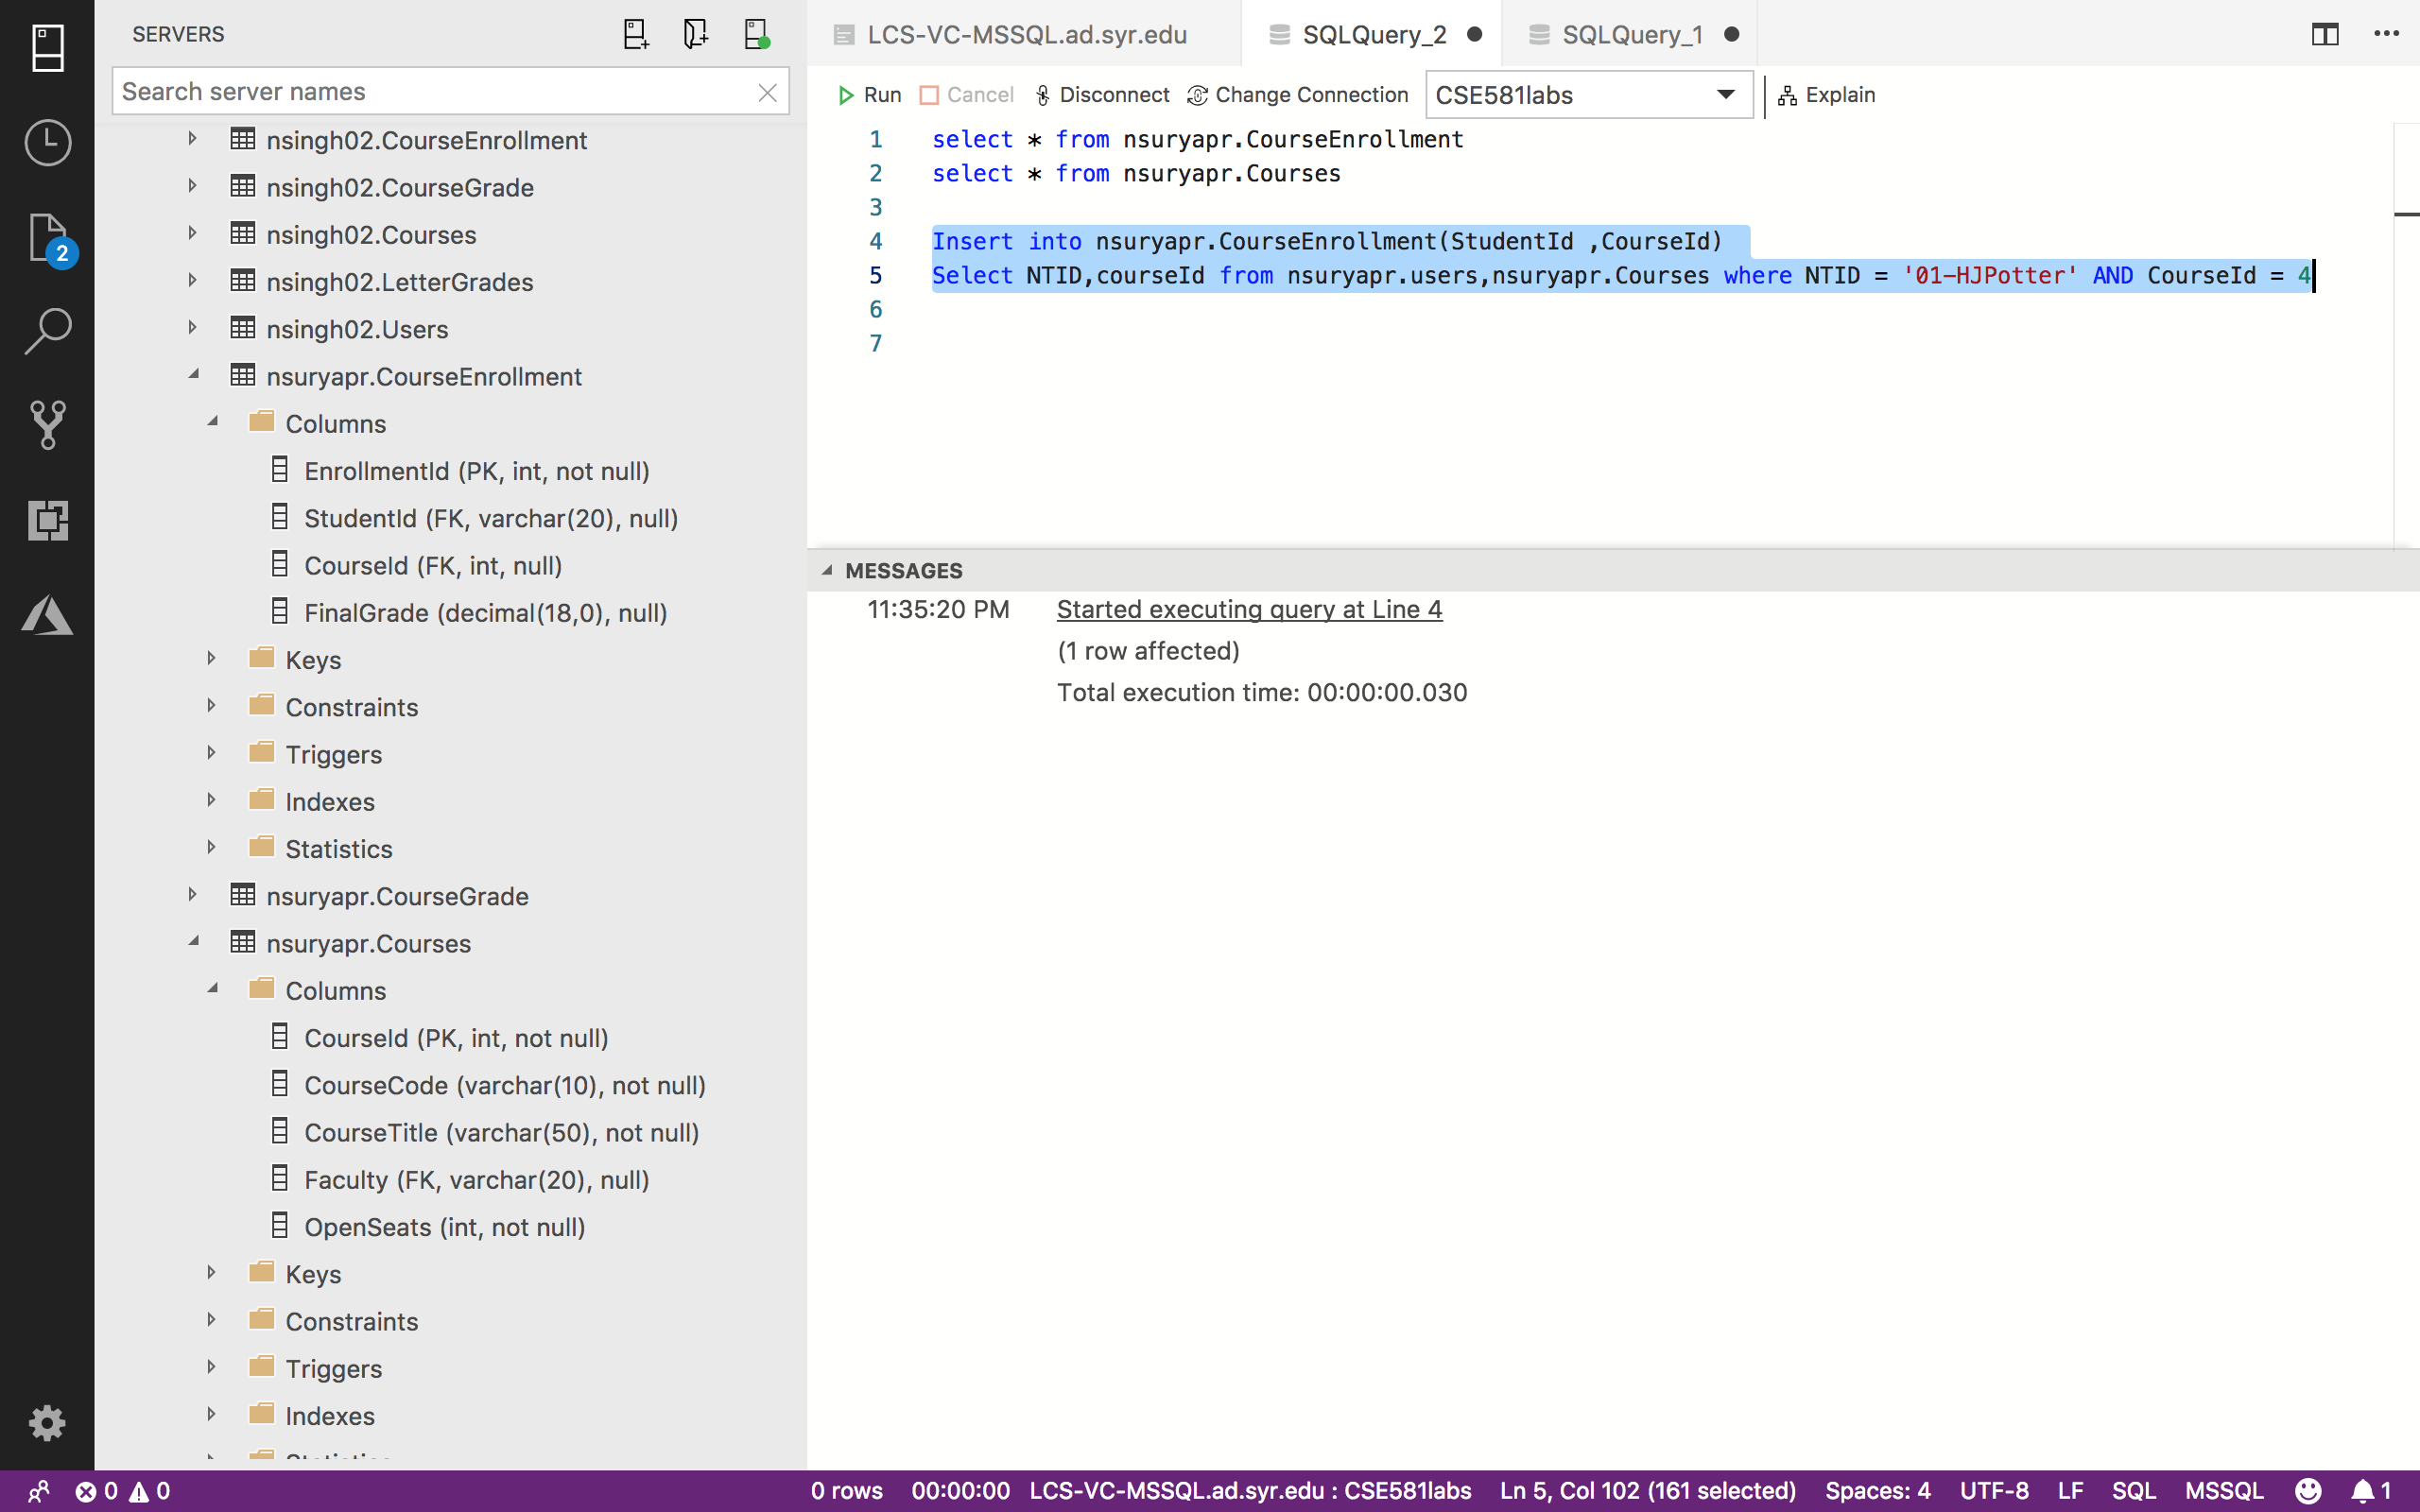 SERVERS
Search server names
nsingh02.CourseEnrollment
nsingh02.CourseGrade
nsingh02.Courses
nsingh02.LetterGrades
nsingh02.Users
nsuryapr.CourseEnrollment
Columns
EnrollmentId (PK, int, not null)
StudentId (FK, varchar(20), null)
CourseId (FK, int, null)
FinalGrade (decimal(18,0), null)
Keys
Constraints
Triggers
Indexes
Statistics
nsuryapr.CourseGrade
nsuryapr.Courses
Columns
CourseId (PK, int, not null)
CourseCode (varchar(10), not null)
CourseTitle (varchar(50), not null)
Faculty (FK, varchar(20), null)
OpenSeats (int, not null)
Keys
Constraints
Triggers
Indexes
2
LCS-VC-MSSQL.ad.syr.edu SQLQuery_2 SQLQuery_1
Run Cancel Disconnect Change Connection CSE581labs Explain
1 select * from nsuryapr.CourseEnrollment
2 select * from nsuryapr.Courses
3
4 Insert into nsuryapr.CourseEnrollment(StudentId ,CourseId)
5 Select NTID,courseId from nsuryapr.users,nsuryapr.Courses where NTID = '01-HJPotter' AND CourseId = 4
6
7
MESSAGES
11:35:20 PM Started executing query at Line 4
(1 row affected)
Total execution time: 00:00:00.030
0 0 0 rows 00:00:00 LCS-VC-MSSQL.ad.syr.edu : CSE581labs Ln 5, Col 102 (161 selected) Spaces: 4 UTF-8 LF SQL MSSQL 1